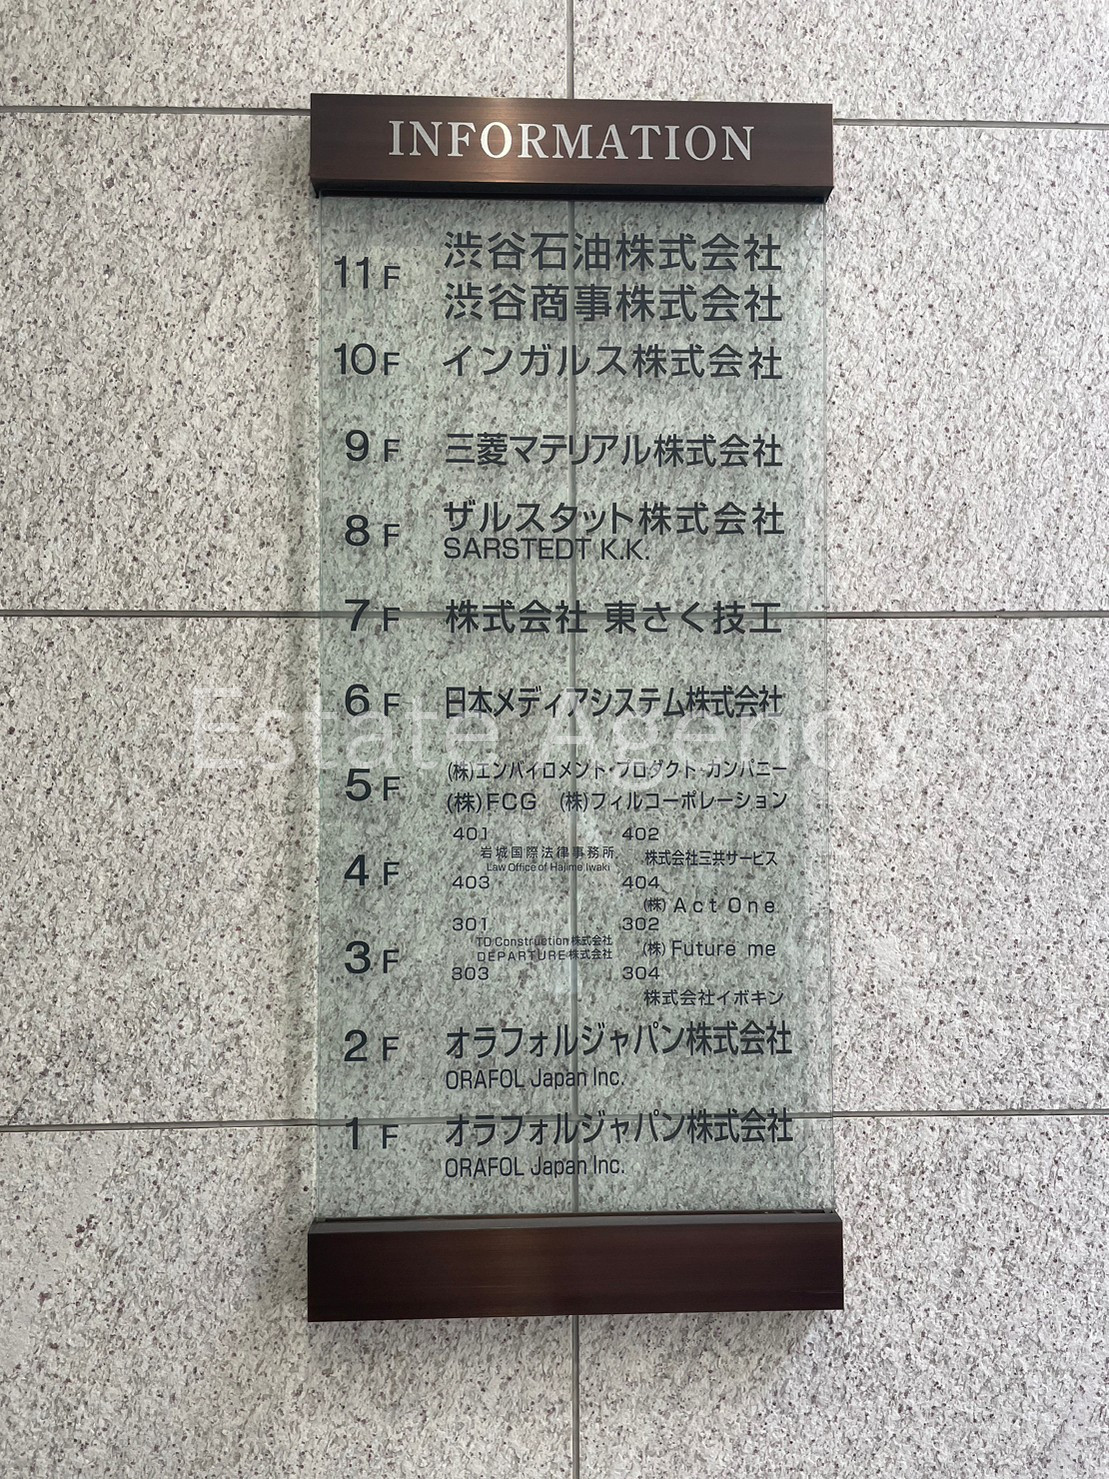 INFORMATION
11F 渋谷石油株式会社
渋谷商事株式会社
10F インガルス株式会社
9F 三菱マテリアル株式会社
8F ザルスタット株式会社
SARSTEDT K.K.
7F 株式会社 東さく技工
6F 日本メディアシステム株式会社
Estate Agency
5F (株)エンバイロメント・プロダクト・カンパニー
(株)FCG (株)フィルコーポレーション
4F
401 402
岩城国際法律事務所 株式会社三共サービス
Law Office of Hajime Iwaki
403 404
(株)Act One
3F
301 302
TD Construction株式会社 (株)Future me
DEPARTURE株式会社
303 304
株式会社イボキン
2F オラフォルジャパン株式会社
ORAFOL Japan Inc.
1F オラフォルジャパン株式会社
ORAFOL Japan Inc.